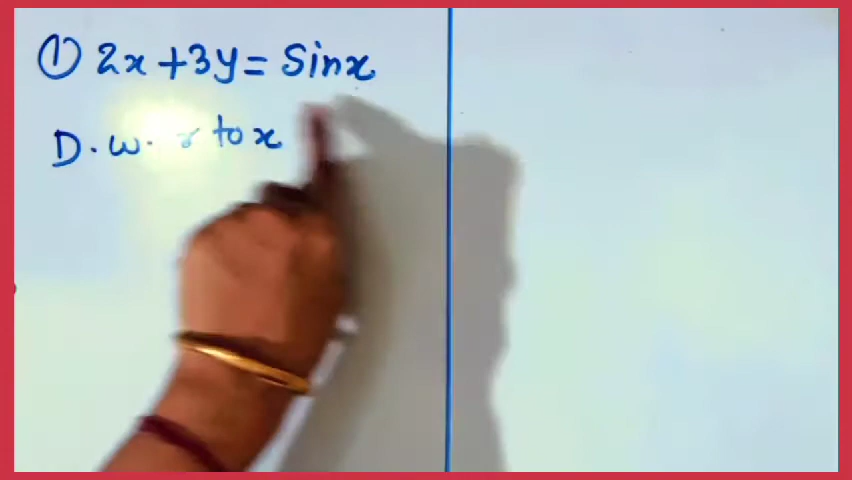 ① 2x + 3y = Sinx
D. w. r to x